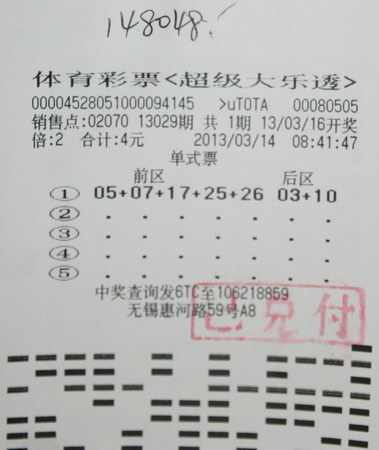 148048.
体育彩票<超级大乐透>
00004528051000094145 >uT0TA 00080505
销售点:02070 13029期 共 1期 13/03/16开奖
倍:2 合计:4元 2013/03/14 08:41:47
单式票
前区 后区
① 05+07+17+25+26 03+10
② . . . . . . .
③ . . . . . . .
④ . . . . . . .
⑤ . . . . . . .
中奖查询发6TC至106218859
无锡惠河路59号A8
已兑付